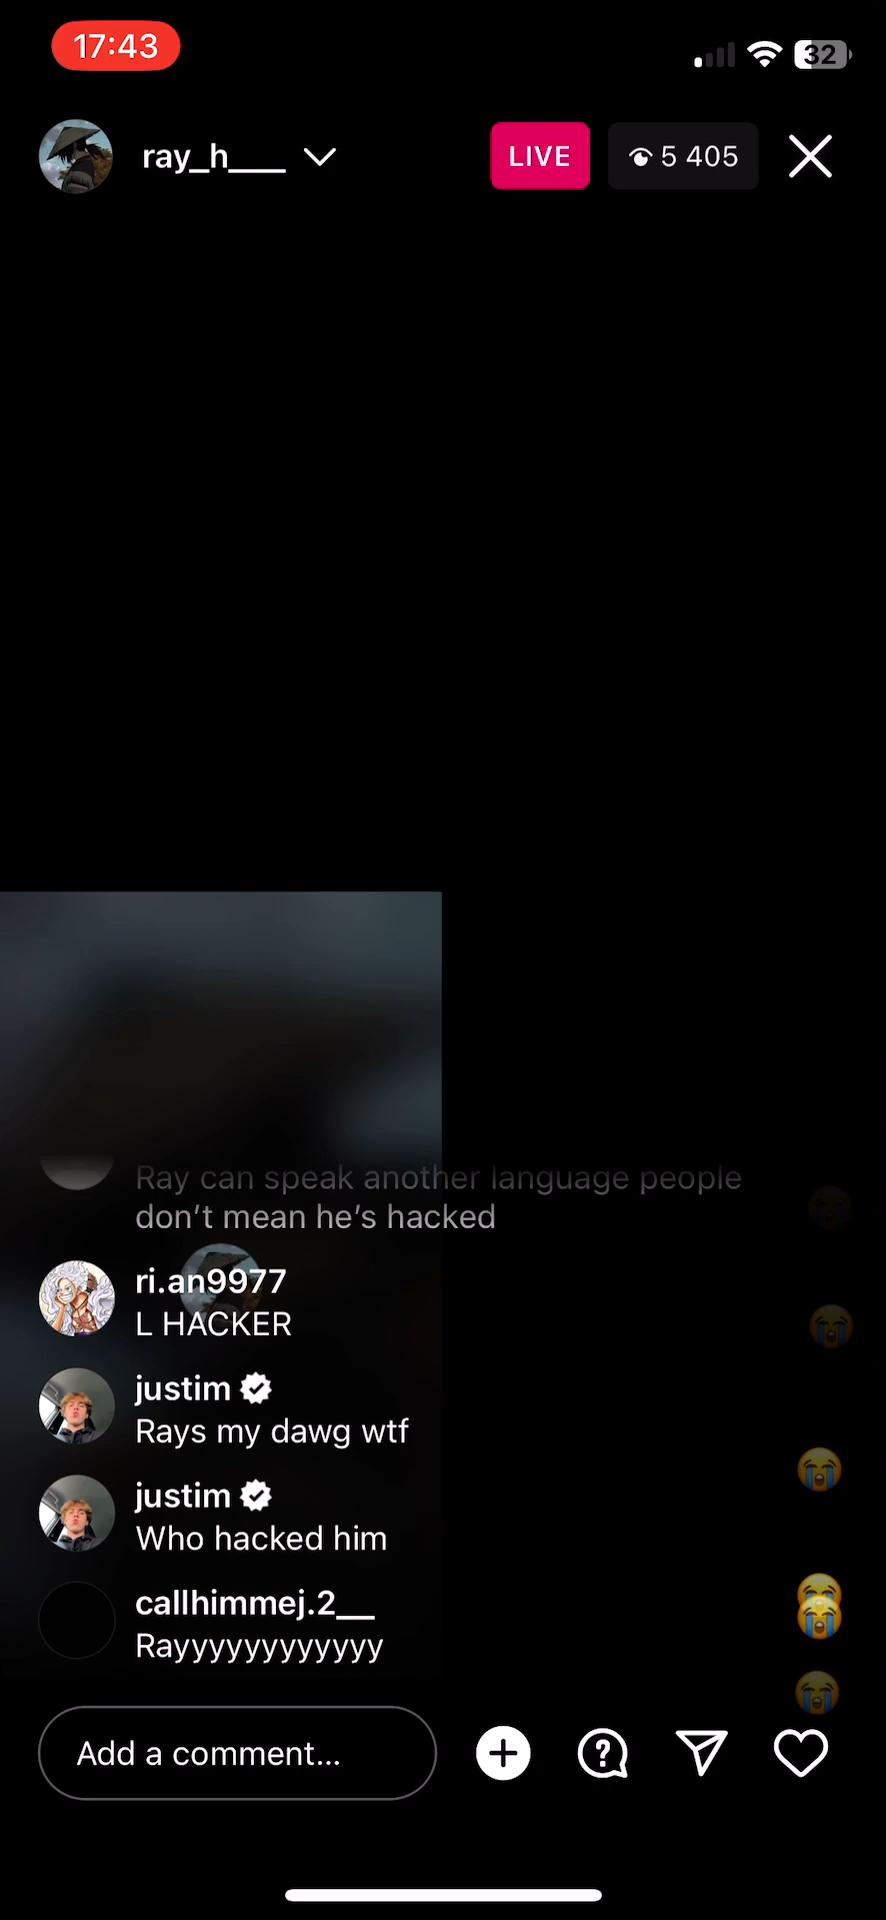 17:43
32
ray_h___
LIVE
5 405
Ray can speak another language people
don’t mean he’s hacked
ri.an9977
L HACKER
justim
Rays my dawg wtf
justim
Who hacked him
callhimmej.2__
Rayyyyyyyyyyyy
Add a comment...